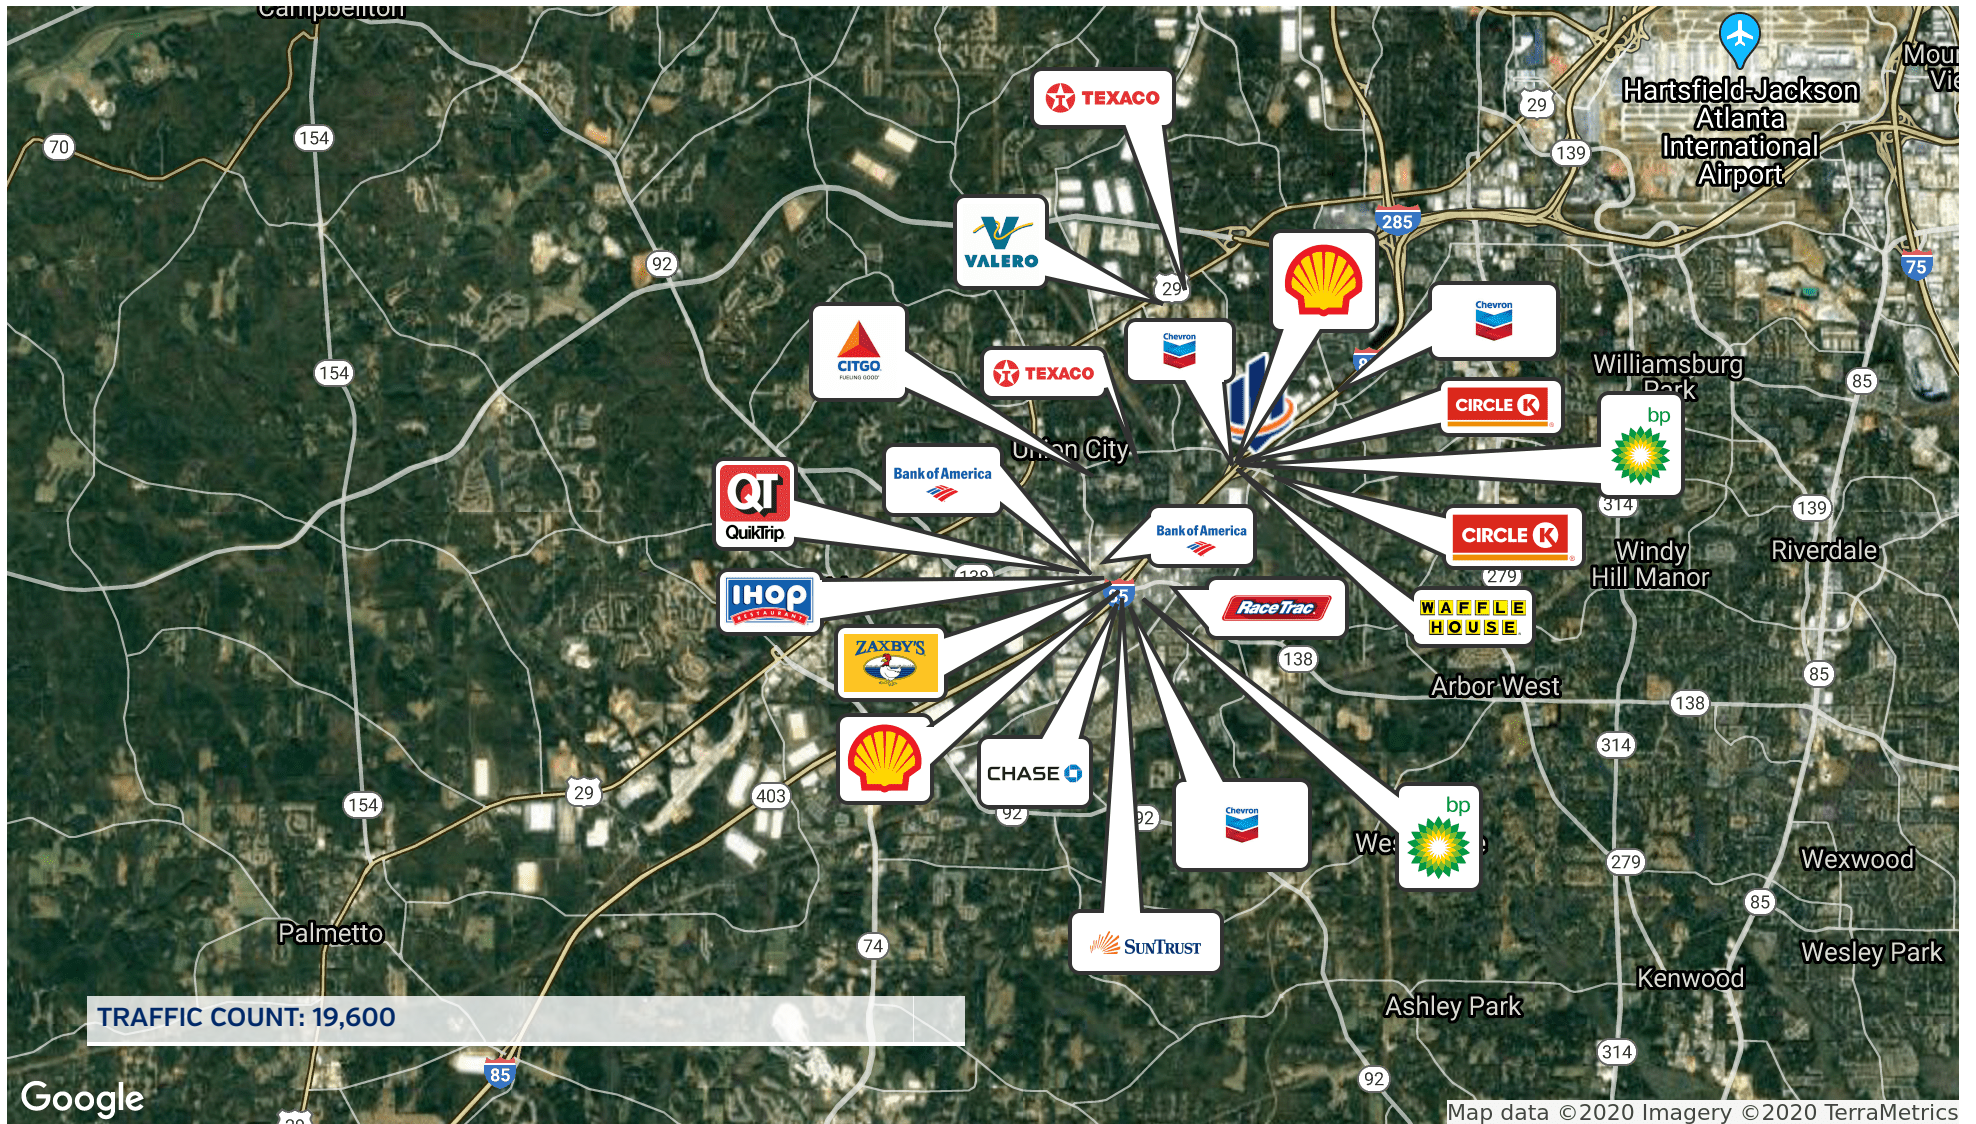 Campbellton
Hartsfield-Jackson
Atlanta
International
Airport
29
139
154
70
TEXACO
285
75
92
VALERO
29
Chevron
CITGO
FUELING GOOD
TEXACO
Chevron
154
Williamsburg
Park
85
CIRCLE K
bp
Union City
Bank of America
QT
QuikTrip
314
139
Bank of America
CIRCLE K
Windy
Hill Manor
Riverdale
138
279
85
IHOP
RESTAURANT
RaceTrac
WAFFLE
HOUSE
ZAXBY'S
138
Arbor West
85
138
314
CHASE
29
403
154
92
92
Chevron
bp
279
Wexwood
85
Palmetto
74
SUNTRUST
Wesley Park
Kenwood
Ashley Park
TRAFFIC COUNT: 19,600
314
85
92
Google
29
Map data ©2020 Imagery ©2020 TerraMetrics